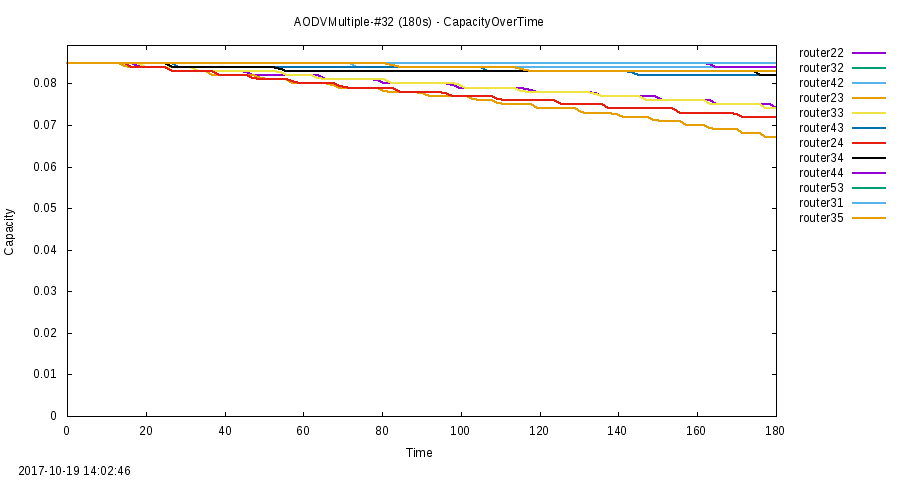 AODVMultiple-#32 (180s) - CapacityOverTime
router22
router32
router42
router23
router33
router43
router24
router34
router44
router53
router31
router35
0.08
0.07
0.06
0.05
0.04
0.03
0.02
0.01
0
Capacity
0 20 40 60 80 100 120 140 160 180
Time
2017-10-19 14:02:46